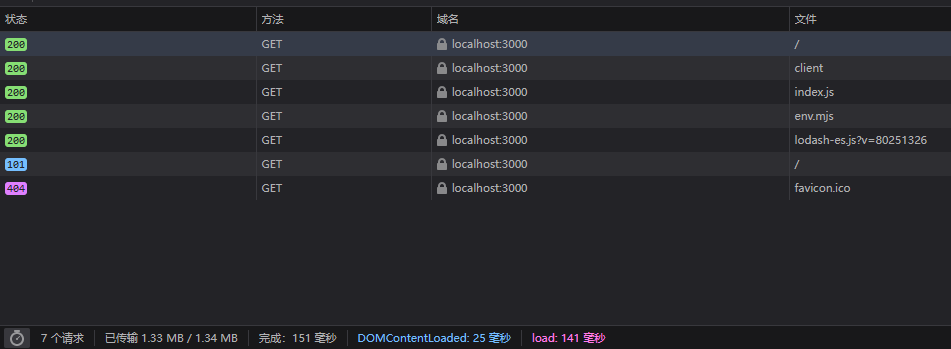 状态 方法 域名 文件
200 GET localhost:3000 /
200 GET localhost:3000 client
200 GET localhost:3000 index.js
200 GET localhost:3000 env.mjs
200 GET localhost:3000 lodash-es.js?v=80251326
101 GET localhost:3000 /
404 GET localhost:3000 favicon.ico
7 个请求 已传输 1.33 MB / 1.34 MB 完成：151 毫秒 DOMContentLoaded: 25 毫秒 load: 141 毫秒